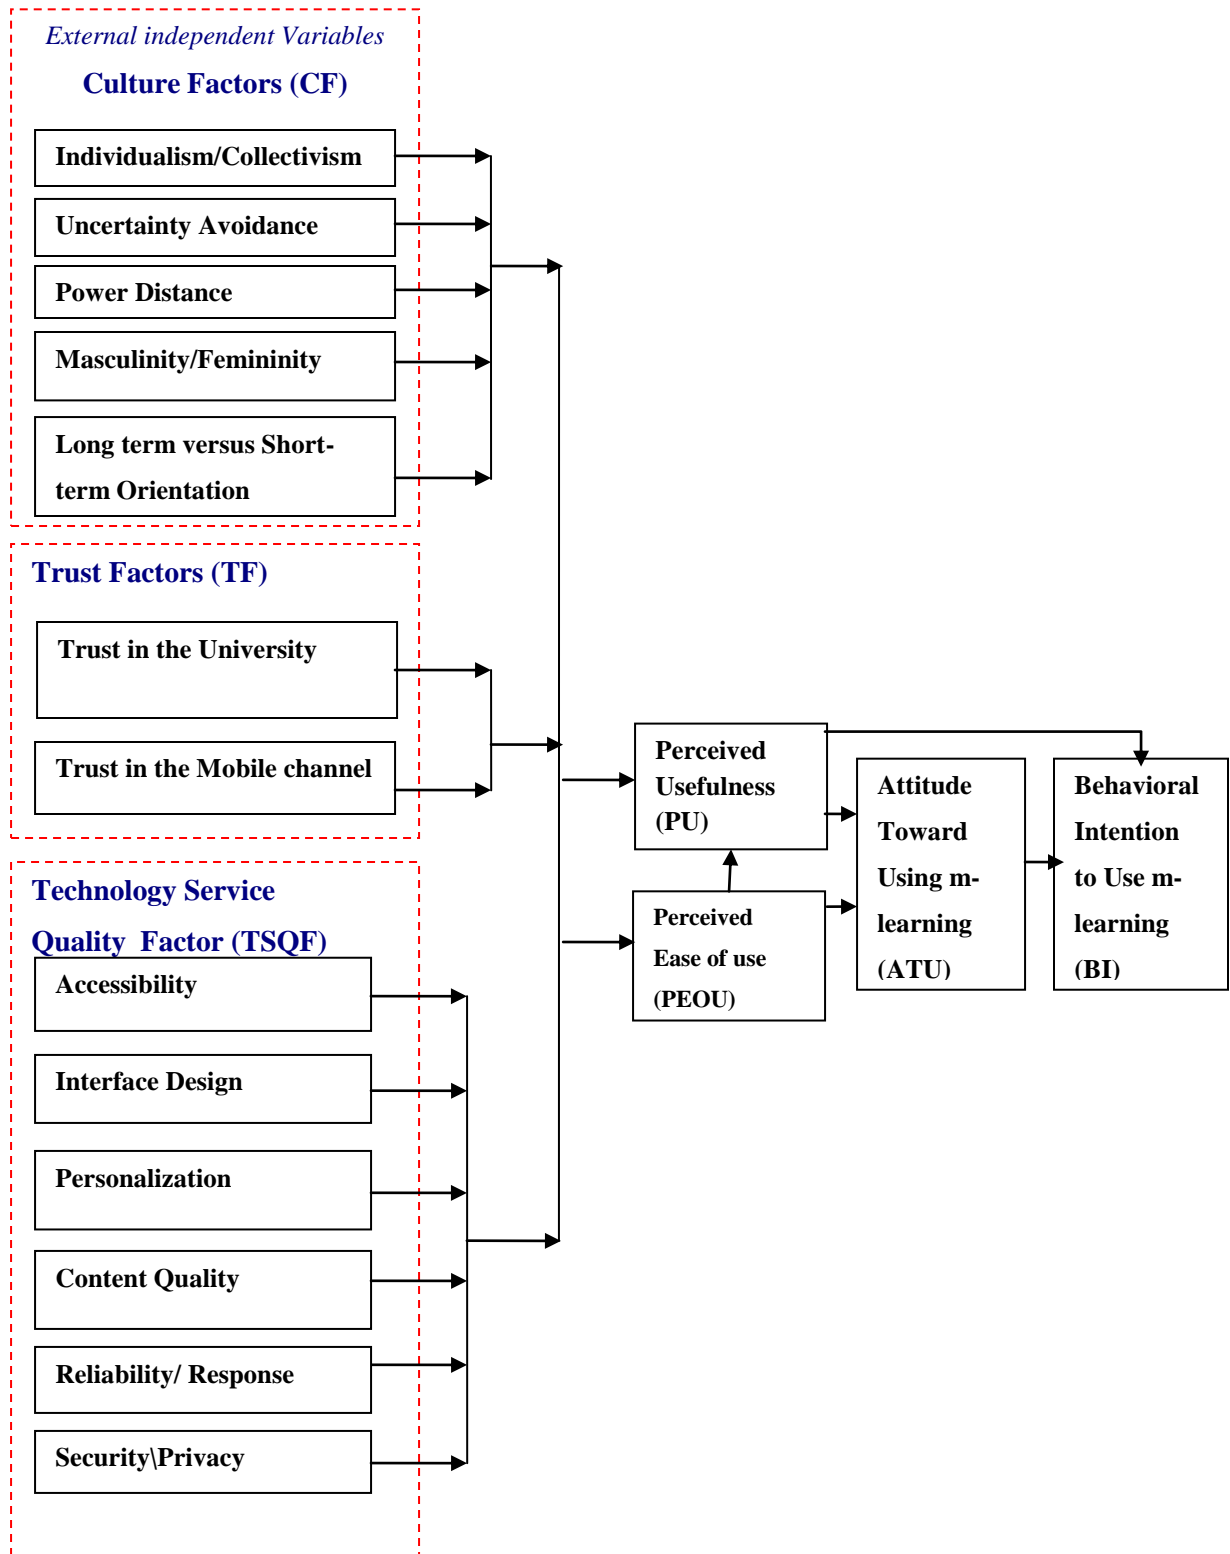 External independent Variables
Culture Factors (CF)
Individualism/Collectivism
Uncertainty Avoidance
Power Distance
Masculinity/Femininity
Long term versus Short-
term Orientation
Trust Factors (TF)
Trust in the University
Trust in the Mobile channel
Technology Service
Quality  Factor (TSQF)
Accessibility
Interface Design
Personalization
Content Quality
Reliability/ Response
Security\Privacy
Perceived
Usefulness
(PU)
Perceived
Ease of use
(PEOU)
Attitude
Toward
Using m-
learning
(ATU)
Behavioral
Intention
to Use m-
learning
(BI)